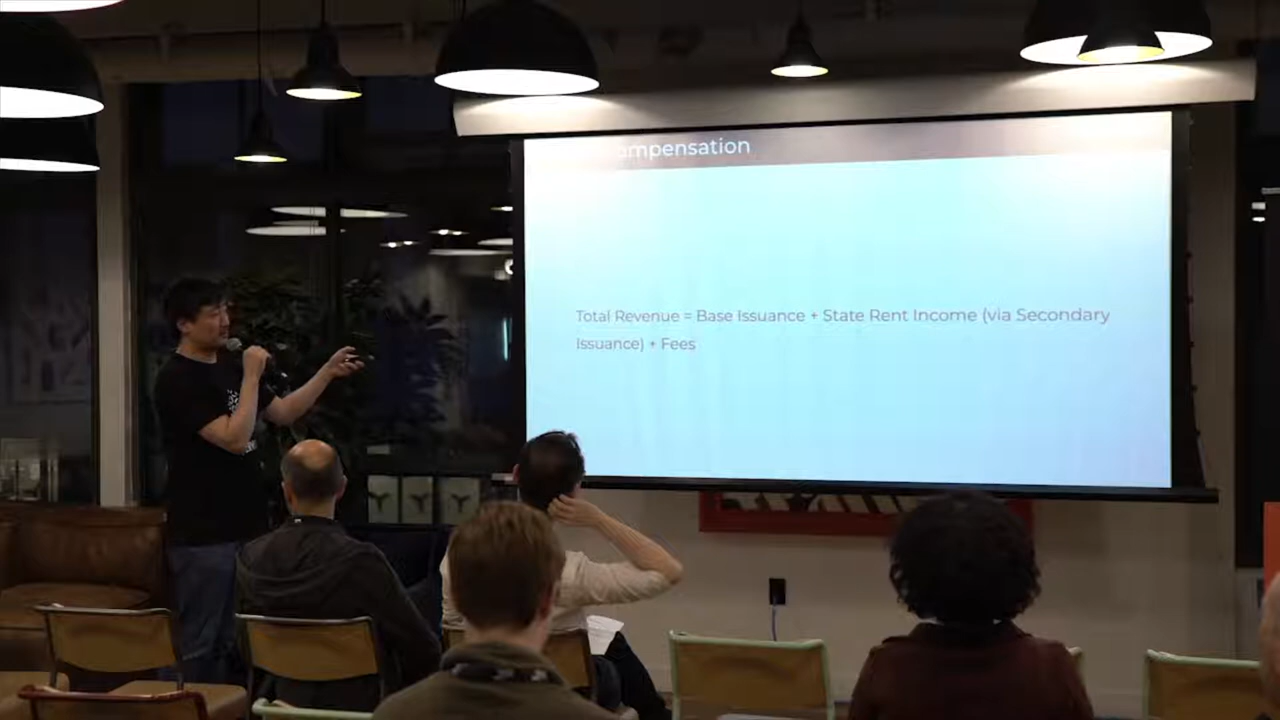 ompensation
Total Revenue = Base Issuance + State Rent Income (via Secondary
Issuance) + Fees